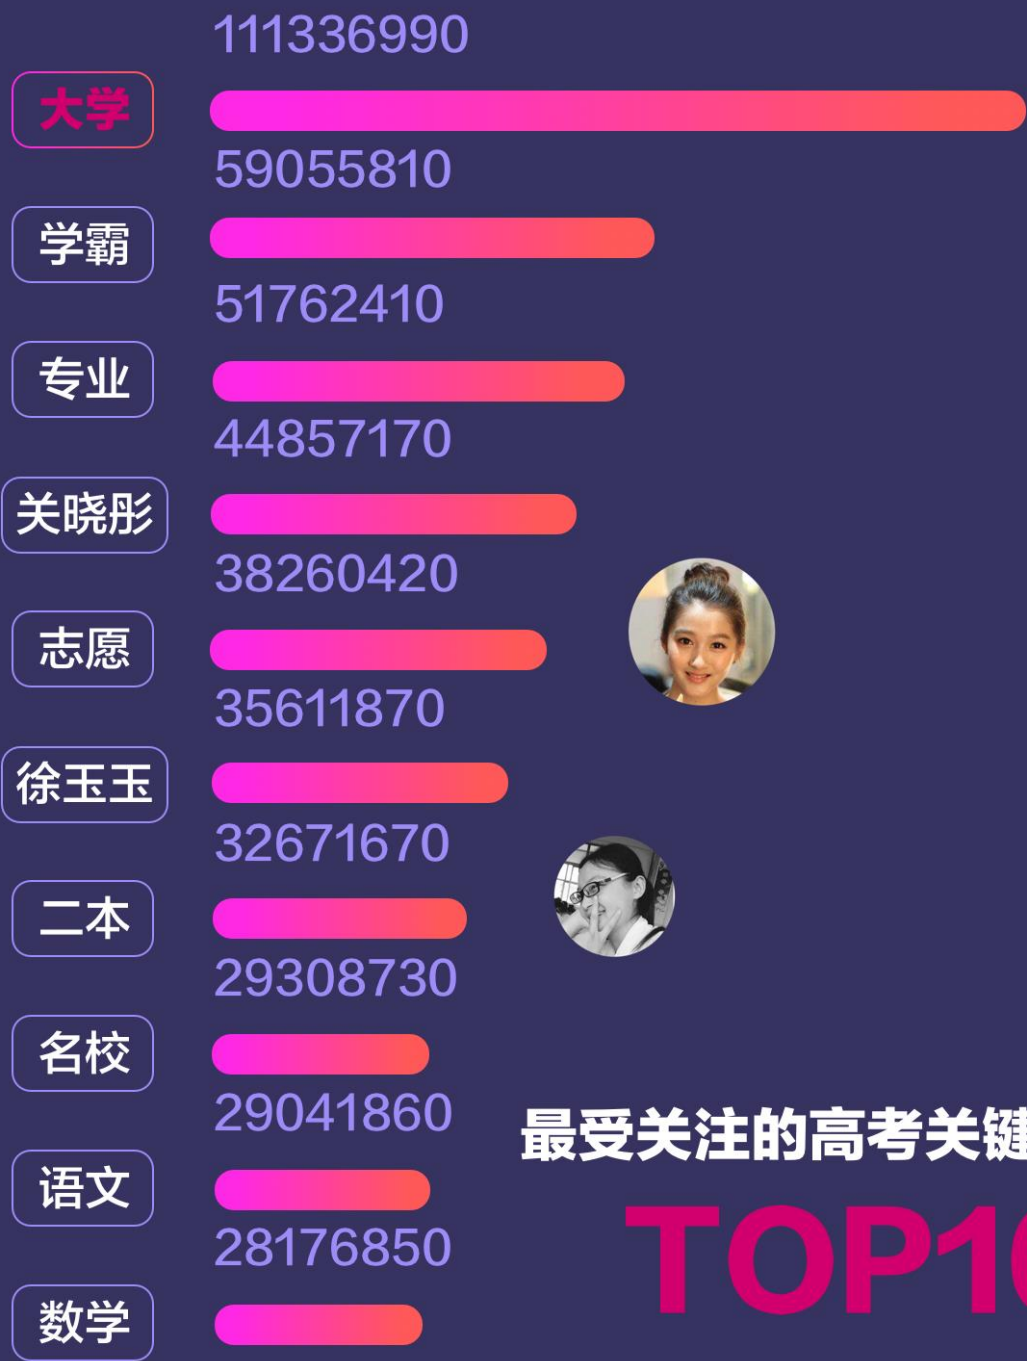 111336990
大学
59055810
学霸
51762410
专业
44857170
关晓彤
38260420
志愿
35611870
徐玉玉
32671670
二本
29308730
名校
29041860
最受关注的高考关键
语文
28176850
TOP10
数学